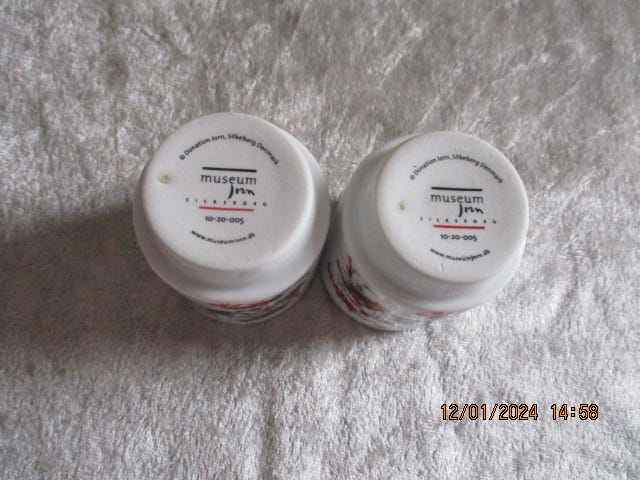 © Donation Jorn, Silkeborg Denmark
museum
Jorn
SILKEBORG
10-20-005
www.museumjorn.dk
© Donation Jorn, Silkeborg Denmark
museum
Jorn
SILKEBORG
10-20-005
www.museumjorn.dk
12/01/2024 14:58